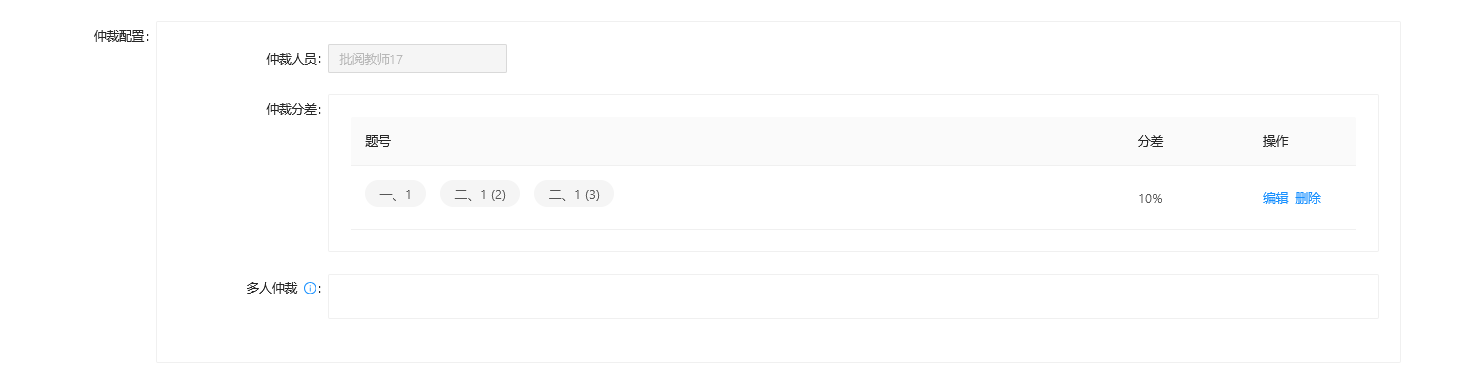 仲裁配置：
仲裁人员： 批阅教师17
仲裁分差：
题号 分差 操作
一、1 二、1 (2) 二、1 (3) 10% 编辑 删除
多人仲裁 ：